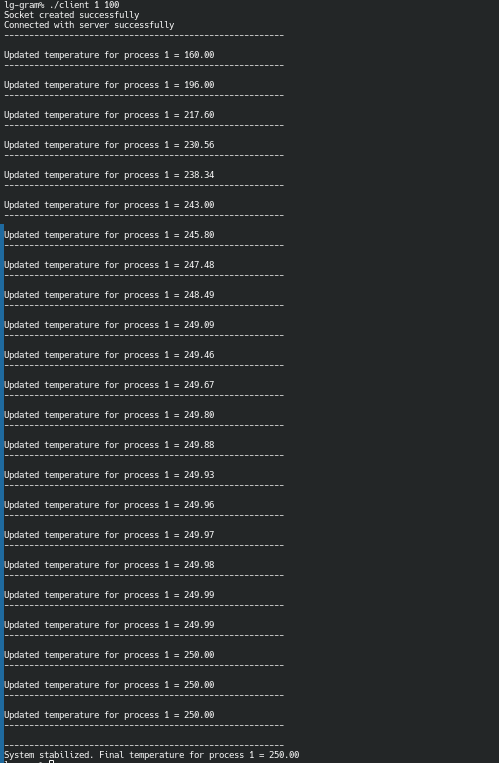 lg-gram% ./client 1 100
Socket created successfully
Connected with server successfully
--------------------------------------------------------
Updated temperature for process 1 = 160.00
--------------------------------------------------------
Updated temperature for process 1 = 196.00
--------------------------------------------------------
Updated temperature for process 1 = 217.60
--------------------------------------------------------
Updated temperature for process 1 = 230.56
--------------------------------------------------------
Updated temperature for process 1 = 238.34
--------------------------------------------------------
Updated temperature for process 1 = 243.00
--------------------------------------------------------
Updated temperature for process 1 = 245.80
--------------------------------------------------------
Updated temperature for process 1 = 247.48
--------------------------------------------------------
Updated temperature for process 1 = 248.49
--------------------------------------------------------
Updated temperature for process 1 = 249.09
--------------------------------------------------------
Updated temperature for process 1 = 249.46
--------------------------------------------------------
Updated temperature for process 1 = 249.67
--------------------------------------------------------
Updated temperature for process 1 = 249.80
--------------------------------------------------------
Updated temperature for process 1 = 249.88
--------------------------------------------------------
Updated temperature for process 1 = 249.93
--------------------------------------------------------
Updated temperature for process 1 = 249.96
--------------------------------------------------------
Updated temperature for process 1 = 249.97
--------------------------------------------------------
Updated temperature for process 1 = 249.98
--------------------------------------------------------
Updated temperature for process 1 = 249.99
--------------------------------------------------------
Updated temperature for process 1 = 249.99
--------------------------------------------------------
Updated temperature for process 1 = 250.00
--------------------------------------------------------
Updated temperature for process 1 = 250.00
--------------------------------------------------------
Updated temperature for process 1 = 250.00
--------------------------------------------------------
--------------------------------------------------------
System stabilized. Final temperature for process 1 = 250.00